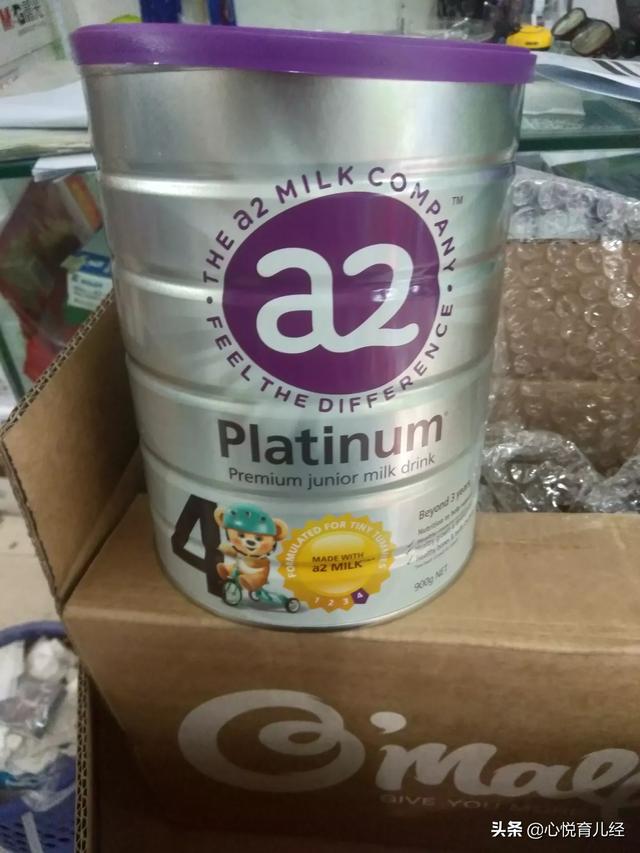 THE a2 MILK COMPANY
TM
a2
FEEL THE DIFFERENCE
Platinum
Premium junior milk drink
4
FORMULATED FOR TINY TUMMIES
MADE WITH
a2 MILK
1 2 3 4
Beyond 3 years
900g NET
GIVE YOU
头条 @心悦育儿经